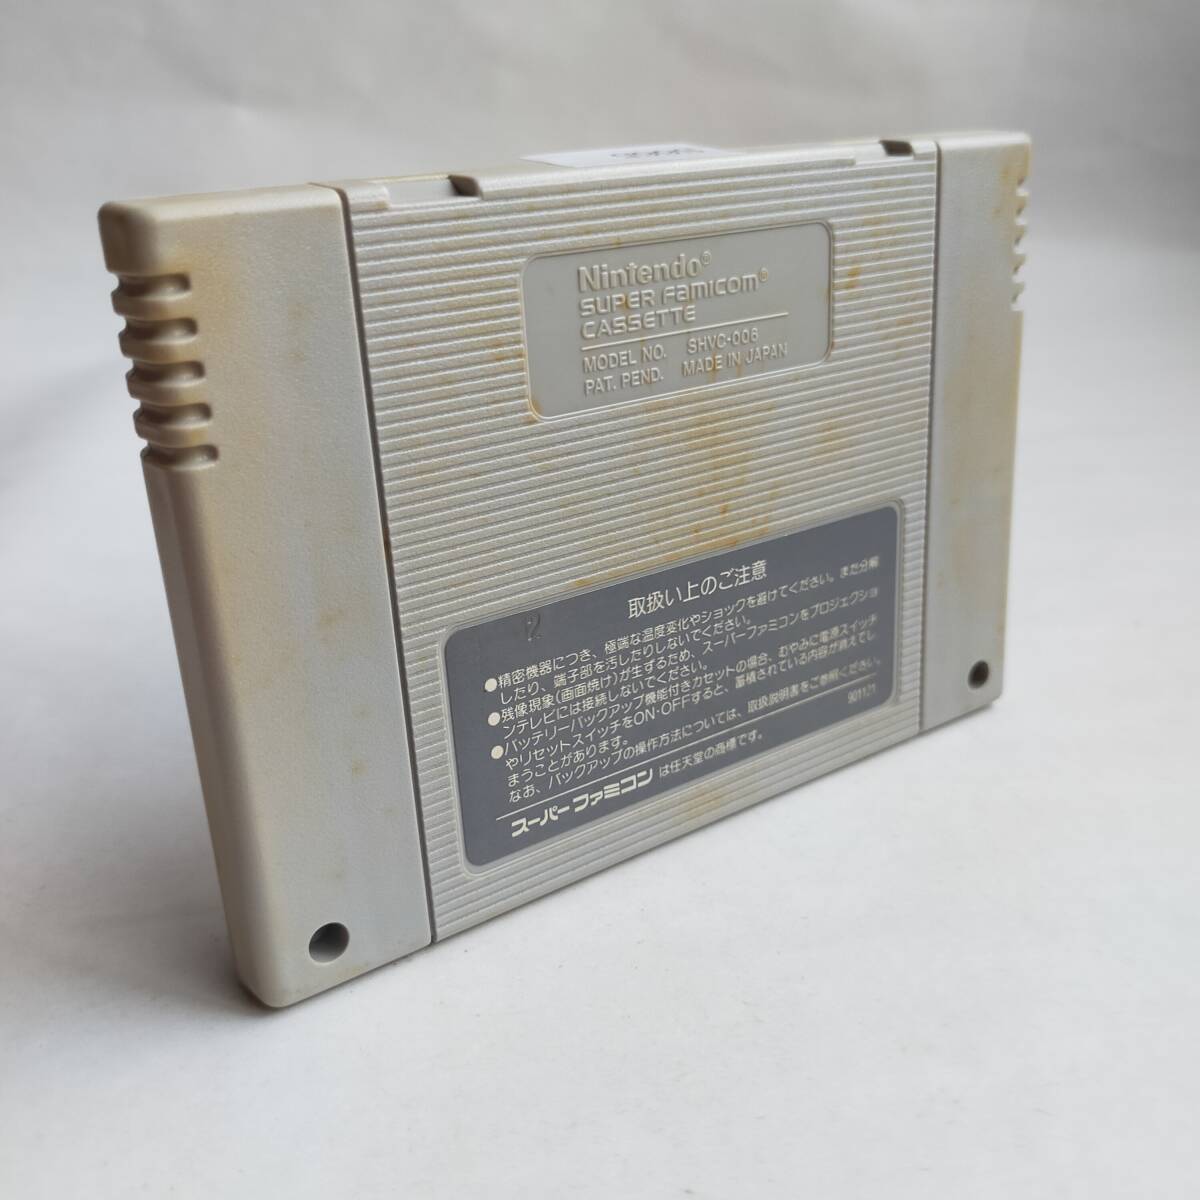 Nintendo®
SUPER Famicom®
CASSETTE
MODEL NO. SHVC-006
PAT. PEND. MADE IN JAPAN
取扱い上のご注意
●精密機器につき、極端な温度変化やショックを避けてください。また分解
したり、端子部を汚したりしないでください。
●残像現象(画面焼け)が生ずるため、スーパーファミコンをプロジェクショ
ンテレビには接続しないでください。
●バッテリーバックアップ機能付きカセットの場合、むやみに電源スイッチ
やリセットスイッチをON・OFFすると、蓄積されている内容が消えてし
まうことがあります。
なお、バックアップの操作方法については、取扱説明書をご参照ください。
901121
スーパーファミコンは任天堂の商標です。